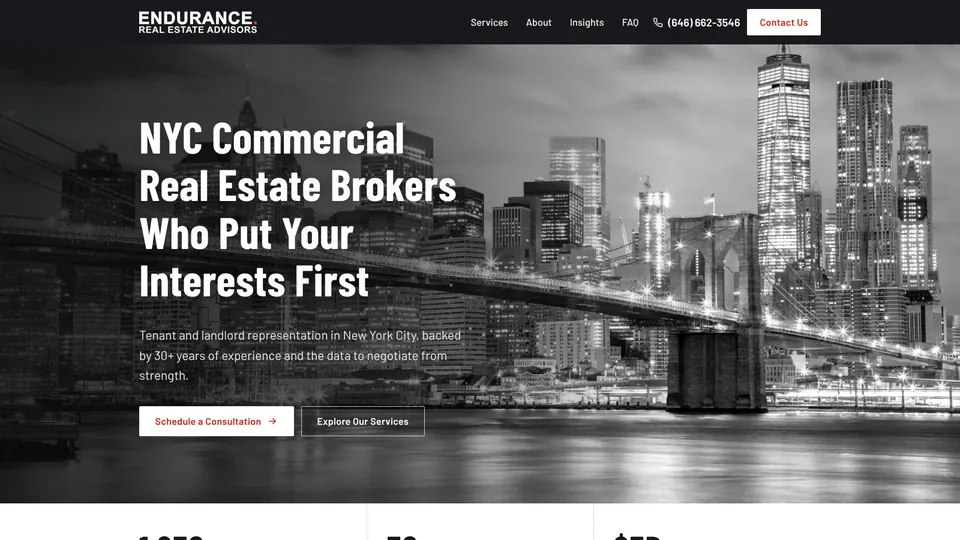 ENDURANCE.
REAL ESTATE ADVISORS
Services
About
Insights
FAQ
(646) 662-3546
Contact Us
NYC Commercial
Real Estate Brokers
Who Put Your
Interests First
Tenant and landlord representation in New York City, backed
by 30+ years of experience and the data to negotiate from
strength.
Schedule a Consultation
Explore Our Services